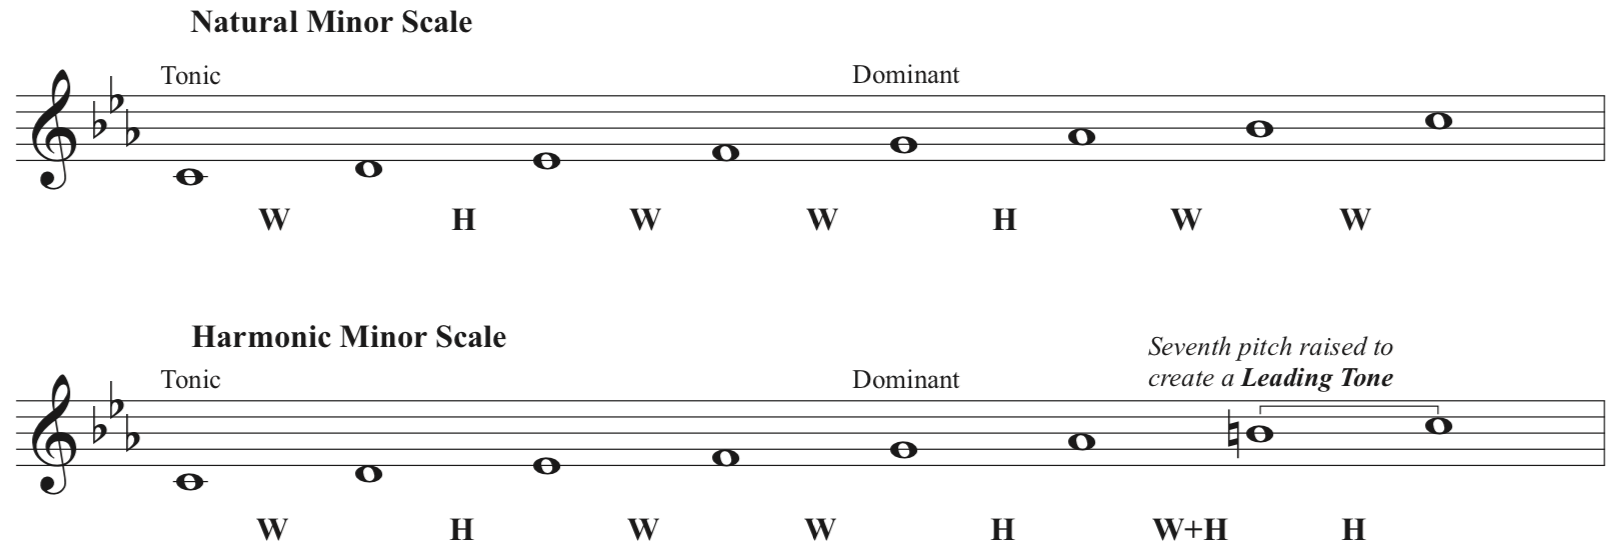 Natural Minor Scale
Tonic Dominant
W H W W H W W
Harmonic Minor Scale
Seventh pitch raised to
create a Leading Tone
Tonic Dominant
W H W W H W+H H